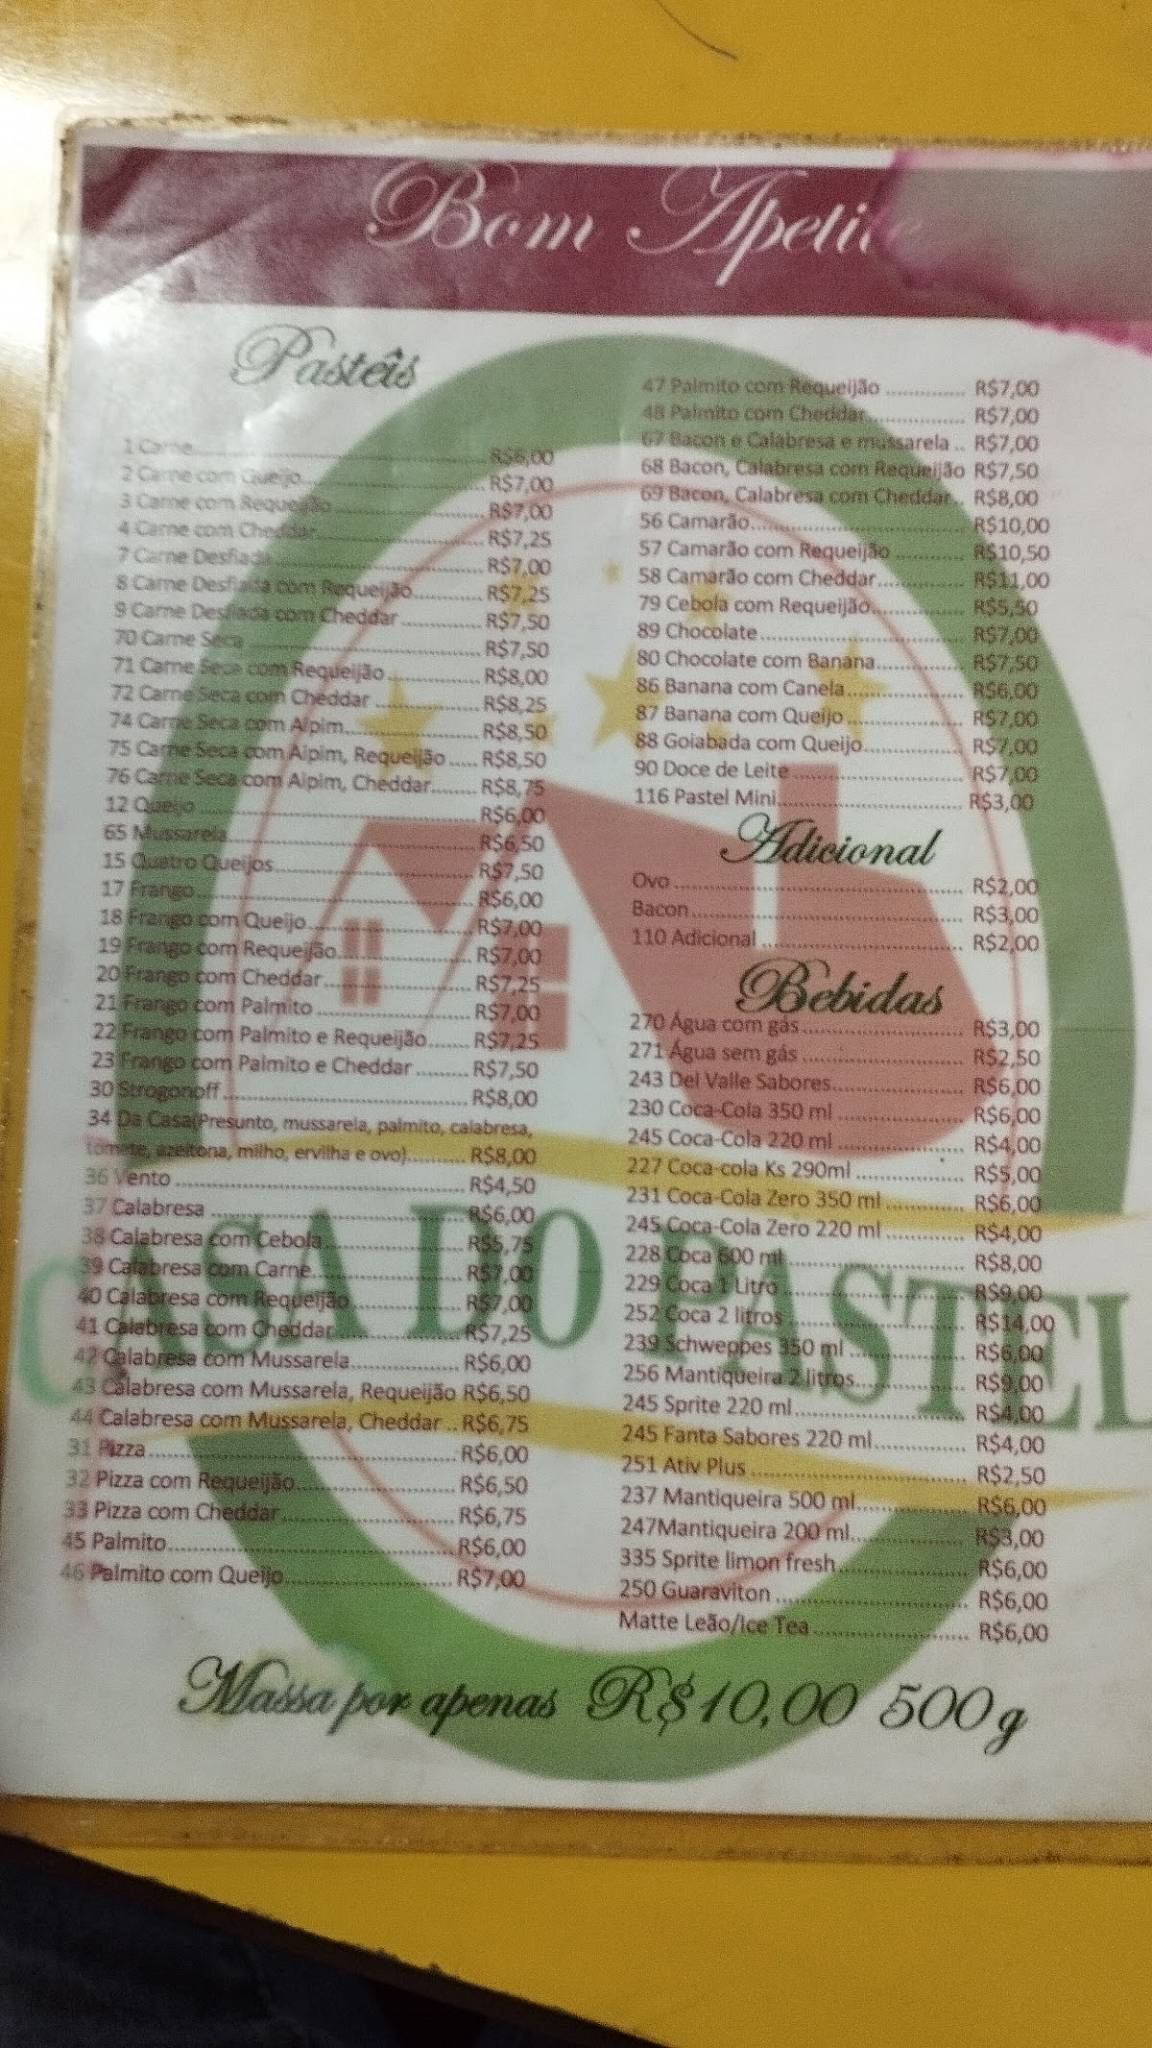 Bom Apetite
Pastêis
1 Carne R$6,00
2 Carne com Queijo R$7,00
3 Carne com Requeijão R$7,00
4 Carne com Cheddar R$7,25
7 Carne Desfiada R$7,00
8 Carne Desfiada com Requeijão R$7,25
9 Carne Desfiada com Cheddar R$7,50
70 Carne Seca R$7,50
71 Carne Seca com Requeijão R$8,00
72 Carne Seca com Cheddar R$8,25
74 Carne Seca com Aipim R$8,50
75 Carne Seca com Aipim, Requeijão R$8,50
76 Carne Seca com Aipim, Cheddar R$8,75
12 Queijo R$6,00
65 Mussarela R$6,50
15 Quatro Queijos R$7,50
17 Frango R$6,00
18 Frango com Queijo R$7,00
19 Frango com Requeijão R$7,00
20 Frango com Cheddar R$7,25
21 Frango com Palmito R$7,00
22 Frango com Palmito e Requeijão R$7,25
23 Frango com Palmito e Cheddar R$7,50
30 Strogonoff R$8,00
34 Da Casa(Presunto, mussarela, palmito, calabresa,
tomete, azeitona, milho, ervilha e ovo) R$8,00
36 Vento R$4,50
37 Calabresa R$6,00
38 Calabresa com Cebola R$5,75
39 Calabresa com Carne R$7,00
40 Calabresa com Requeijão R$7,00
41 Calabresa com Cheddar R$7,25
42 Calabresa com Mussarela R$6,00
43 Calabresa com Mussarela, Requeijão R$6,50
44 Calabresa com Mussarela, Cheddar R$6,75
31 Pizza R$6,00
32 Pizza com Requeijão R$6,50
33 Pizza com Cheddar R$6,75
45 Palmito R$6,00
46 Palmito com Queijo R$7,00
47 Palmito com Requeijão R$7,00
48 Palmito com Cheddar R$7,00
67 Bacon e Calabresa e mussarela R$7,00
68 Bacon, Calabresa com Requeijão R$7,50
69 Bacon, Calabresa com Cheddar R$8,00
56 Camarão R$10,00
57 Camarão com Requeijão R$10,50
58 Camarão com Cheddar R$11,00
79 Cebola com Requeijão R$5,50
89 Chocolate R$7,00
80 Chocolate com Banana R$7,50
86 Banana com Canela R$6,00
87 Banana com Queijo R$7,00
88 Goiabada com Queijo R$7,00
90 Doce de Leite R$7,00
116 Pastel Mini R$3,00
Adicional
Ovo R$2,00
Bacon R$3,00
110 Adicional R$2,00
Bebidas
270 Água com gás R$3,00
271 Água sem gás R$2,50
243 Del Valle Sabores R$6,00
230 Coca-Cola 350 ml R$6,00
245 Coca-Cola 220 ml R$4,00
227 Coca-cola Ks 290ml R$5,00
231 Coca-Cola Zero 350 ml R$6,00
245 Coca-Cola Zero 220 ml R$4,00
228 Coca 600 ml R$8,00
229 Coca 1 Litro R$9,00
252 Coca 2 litros R$14,00
239 Schweppes 350 ml R$6,00
256 Mantiqueira 2 litros R$9,00
245 Sprite 220 ml R$4,00
245 Fanta Sabores 220 ml R$4,00
251 Ativ Plus R$2,50
237 Mantiqueira 500 ml R$6,00
247Mantiqueira 200 ml R$3,00
335 Sprite limon fresh R$6,00
250 Guaraviton R$6,00
Matte Leão/Ice Tea R$6,00
CASA DO PASTEL
Massa por apenas R$10,00 500g